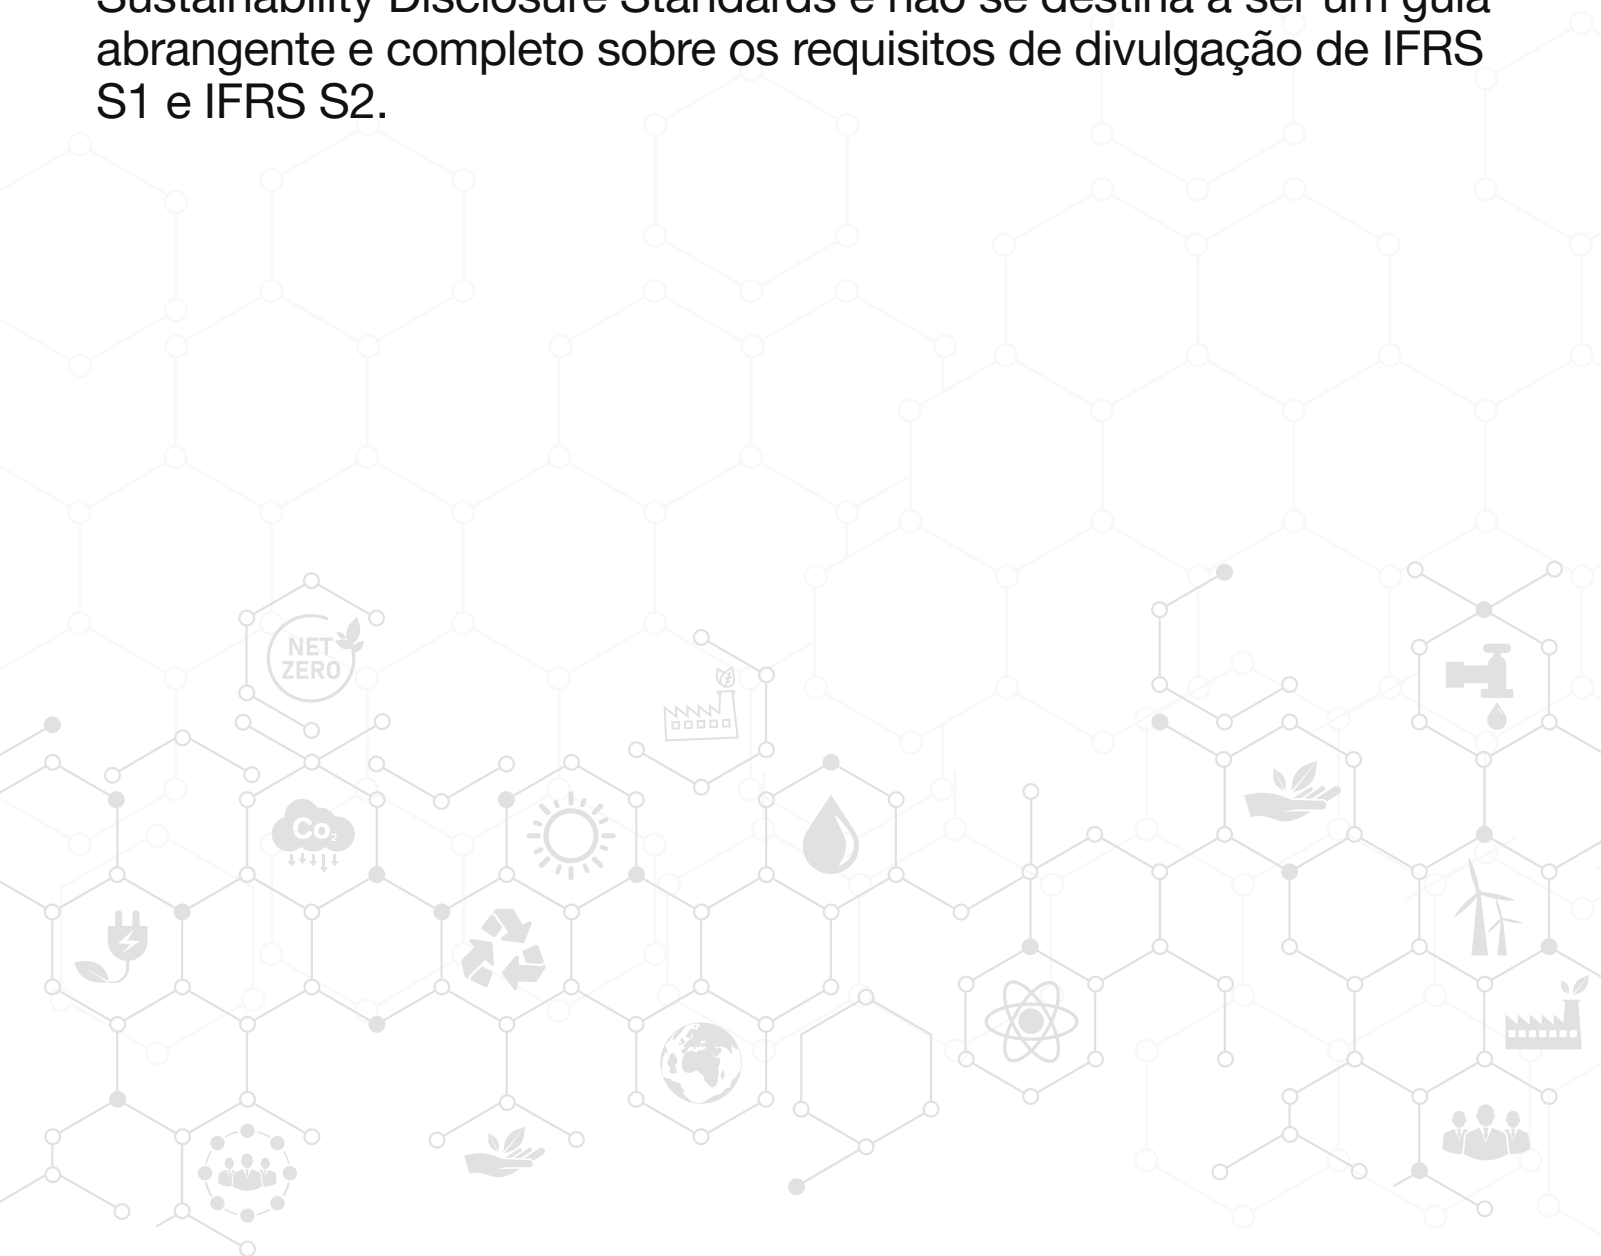 Sustainability Disclosure Standards e não se destina a ser um guia
abrangente e completo sobre os requisitos de divulgação de IFRS
S1 e IFRS S2.
NET
ZERO
Co₂